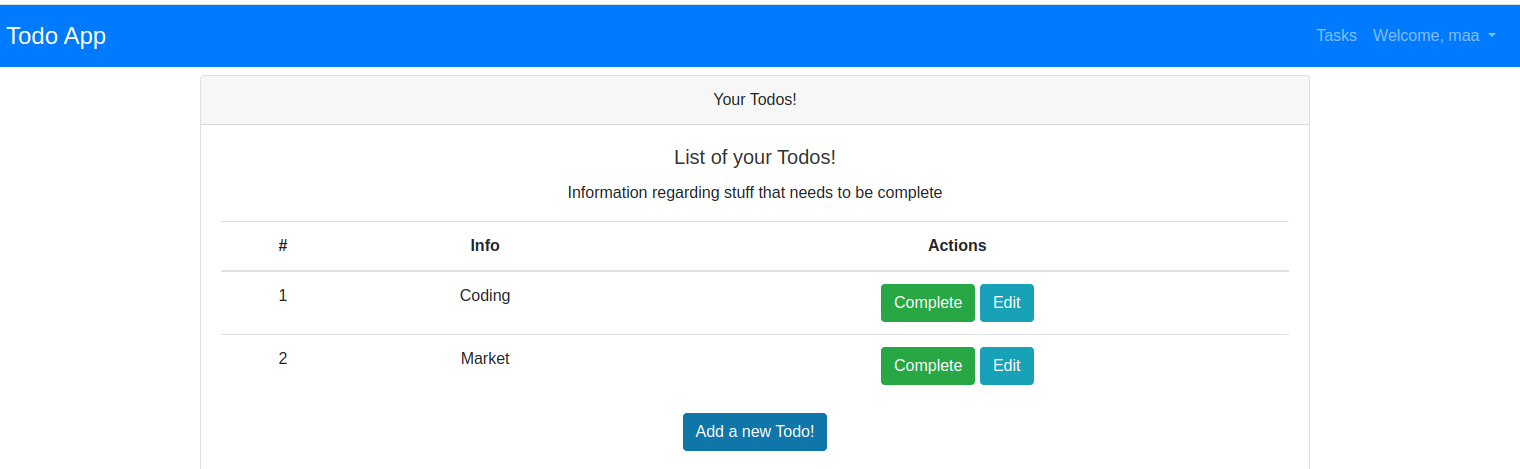 Todo App Tasks Welcome, maa
Your Todos!
List of your Todos!
Information regarding stuff that needs to be complete
# Info Actions
1 Coding Complete Edit
2 Market Complete Edit
Add a new Todo!